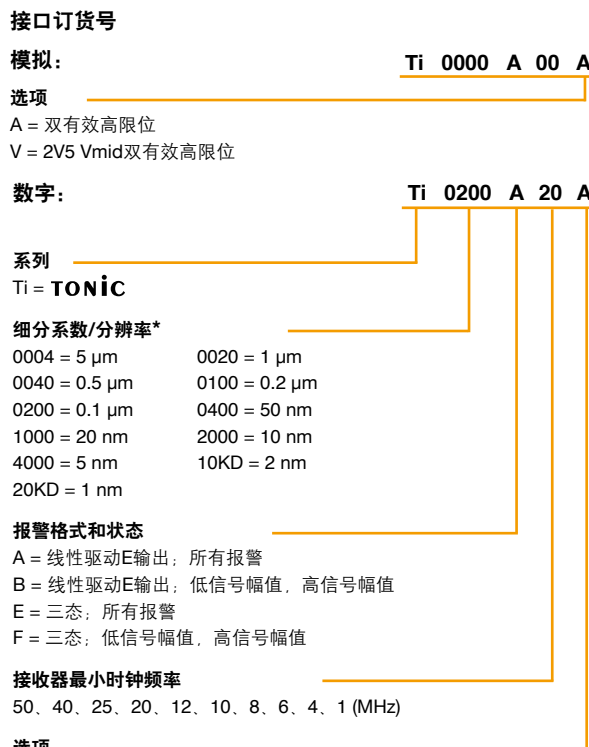 接口订货号
模拟：
Ti 0000 A 00 A
选项
A = 双有效高限位
V = 2V5 Vmid双有效高限位
数字：
Ti 0200 A 20 A
系列
Ti = TONiC
细分系数/分辨率*
0004 = 5 µm 0020 = 1 µm
0040 = 0.5 µm 0100 = 0.2 µm
0200 = 0.1 µm 0400 = 50 nm
1000 = 20 nm 2000 = 10 nm
4000 = 5 nm 10KD = 2 nm
20KD = 1 nm
报警格式和状态
A = 线性驱动E输出；所有报警
B = 线性驱动E输出；低信号幅值，高信号幅值
E = 三态；所有报警
F = 三态；低信号幅值，高信号幅值
接收器最小时钟频率
50、40、25、20、12、10、8、6、4、1 (MHz)
选项